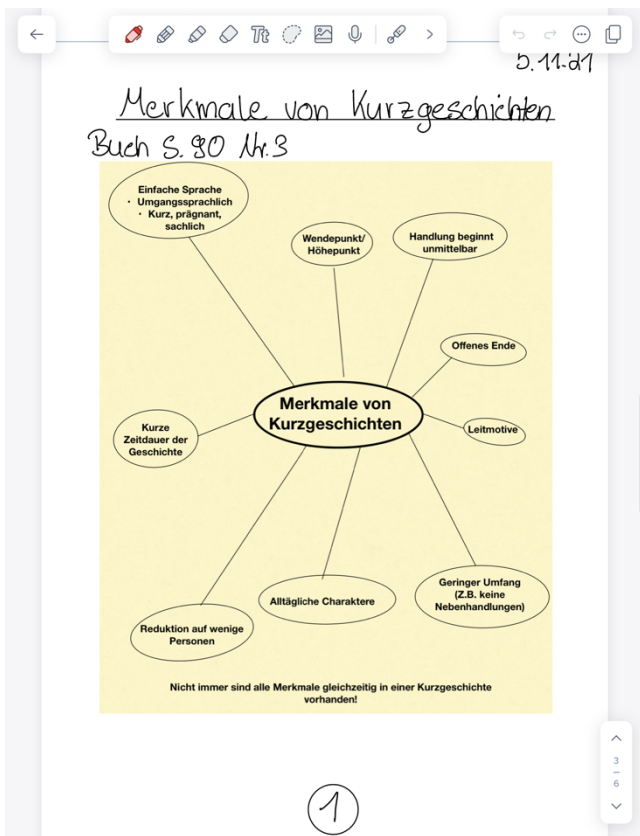 5.11.21
Merkmale von Kurzgeschichten
Buch S. 90 Nr. 3
Einfache Sprache
· Umgangssprachlich
· Kurz, prägnant,
sachlich
Wendepunkt/
Höhepunkt
Handlung beginnt
unmittelbar
Offenes Ende
Merkmale von
Kurzgeschichten
Leitmotive
Kurze
Zeitdauer der
Geschichte
Geringer Umfang
(Z.B. keine
Nebenhandlungen)
Alltägliche Charaktere
Reduktion auf wenige
Personen
Nicht immer sind alle Merkmale gleichzeitig in einer Kurzgeschichte
vorhanden!
1
3
6